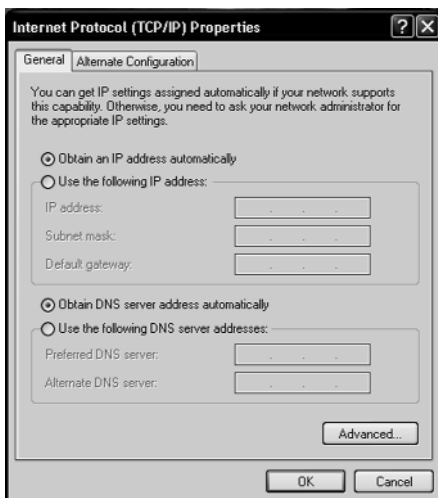 Internet Protocol (TCP/IP) Properties
General Alternate Configuration
You can get IP settings assigned automatically if your network supports
this capability. Otherwise, you need to ask your network administrator for
the appropriate IP settings.
Obtain an IP address automatically
Use the following IP address:
IP address:
Subnet mask:
Default gateway:
Obtain DNS server address automatically
Use the following DNS server addresses:
Preferred DNS server:
Alternate DNS server:
Advanced...
OK Cancel